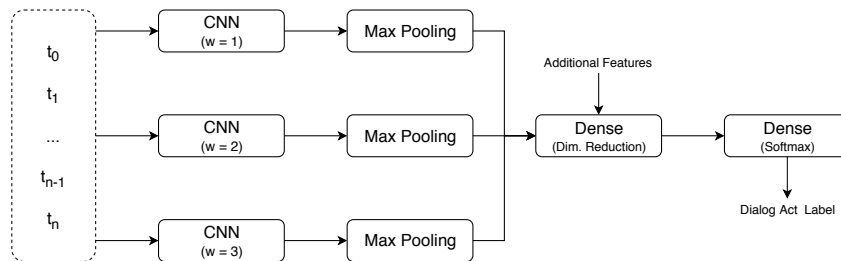 t0
t1
...
tn-1
tn
CNN
(w = 1)
Max Pooling
CNN
(w = 2)
Max Pooling
CNN
(w = 3)
Max Pooling
Additional Features
Dense
(Dim. Reduction)
Dense
(Softmax)
Dialog Act Label